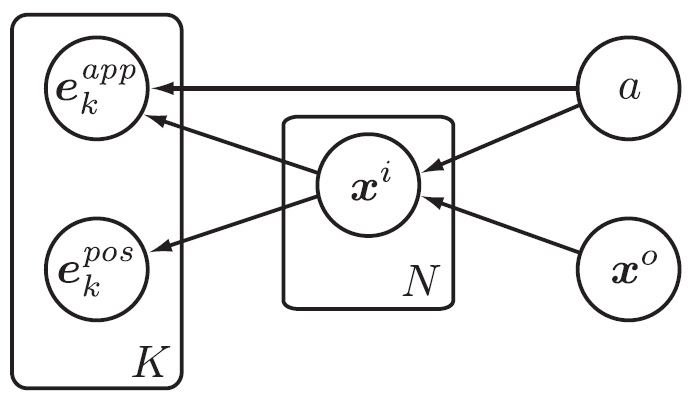 e_k^{app}
a
x^i
e_k^{pos}
x^o
N
K